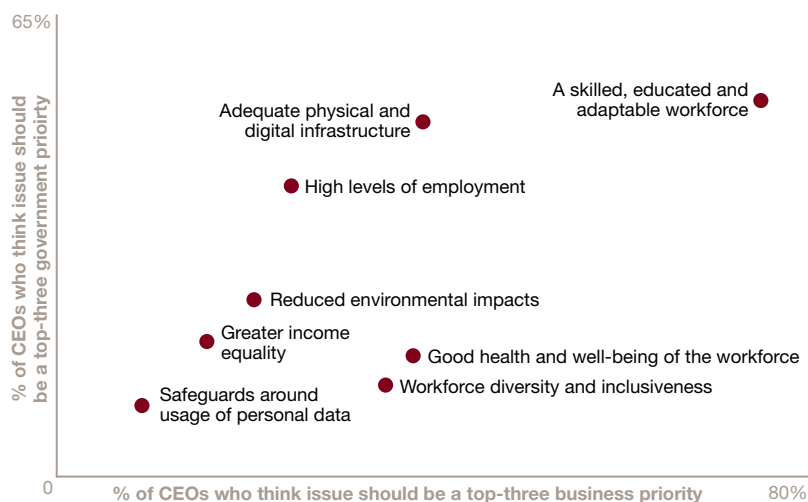 65%
% of CEOs who think issue should
be a top-three government prioirty
A skilled, educated and
adaptable workforce
Adequate physical and
digital infrastructure
High levels of employment
Reduced environmental impacts
Greater income
equality
Good health and well-being of the workforce
Workforce diversity and inclusiveness
Safeguards around
usage of personal data
0
% of CEOs who think issue should be a top-three business priority
80%